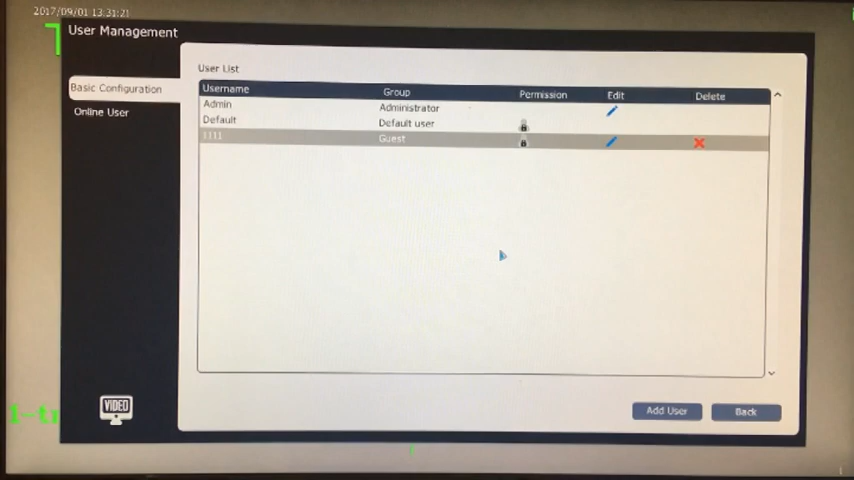 2017/09/01 13:31:21
User Management
Basic Configuration
Online User
User List
Username Group Permission Edit Delete
Admin Administrator
Default Default user
1111 Guest
VIDEO
Add User Back